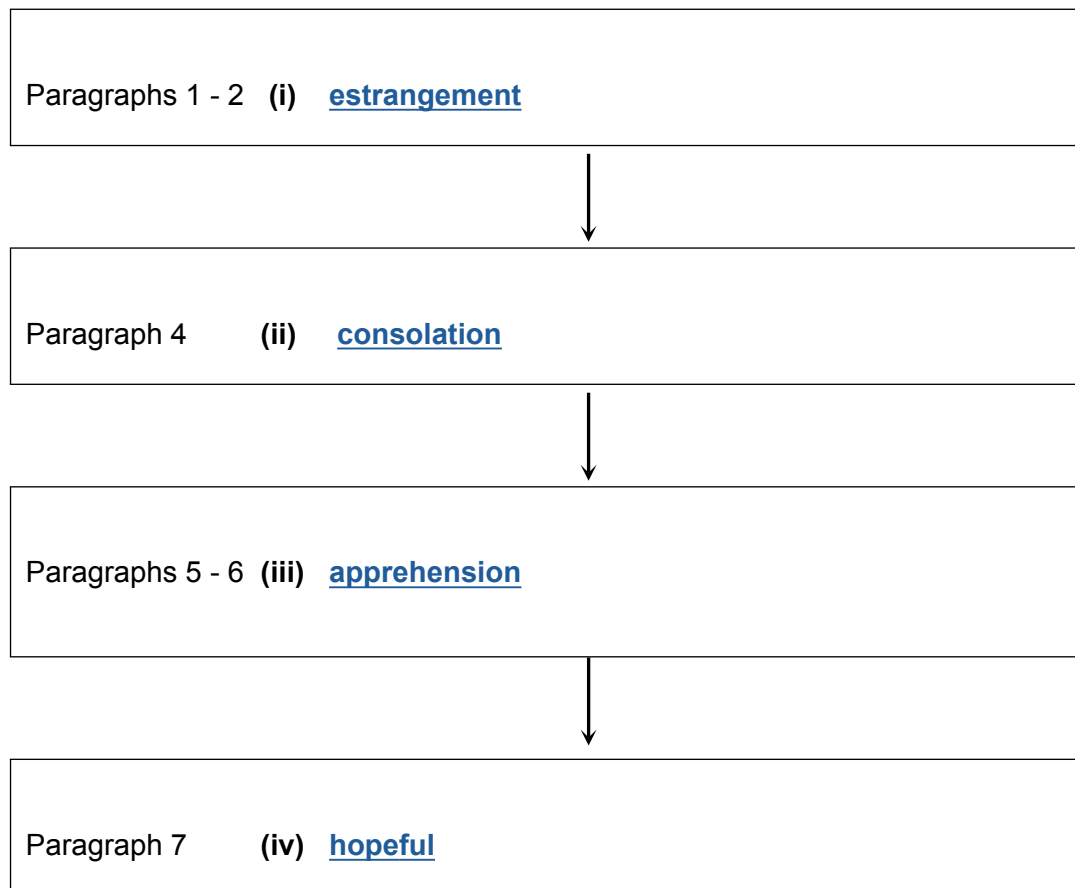 Paragraphs 1 - 2 (i) estrangement
Paragraph 4 (ii) consolation
Paragraphs 5 - 6 (iii) apprehension
Paragraph 7 (iv) hopeful